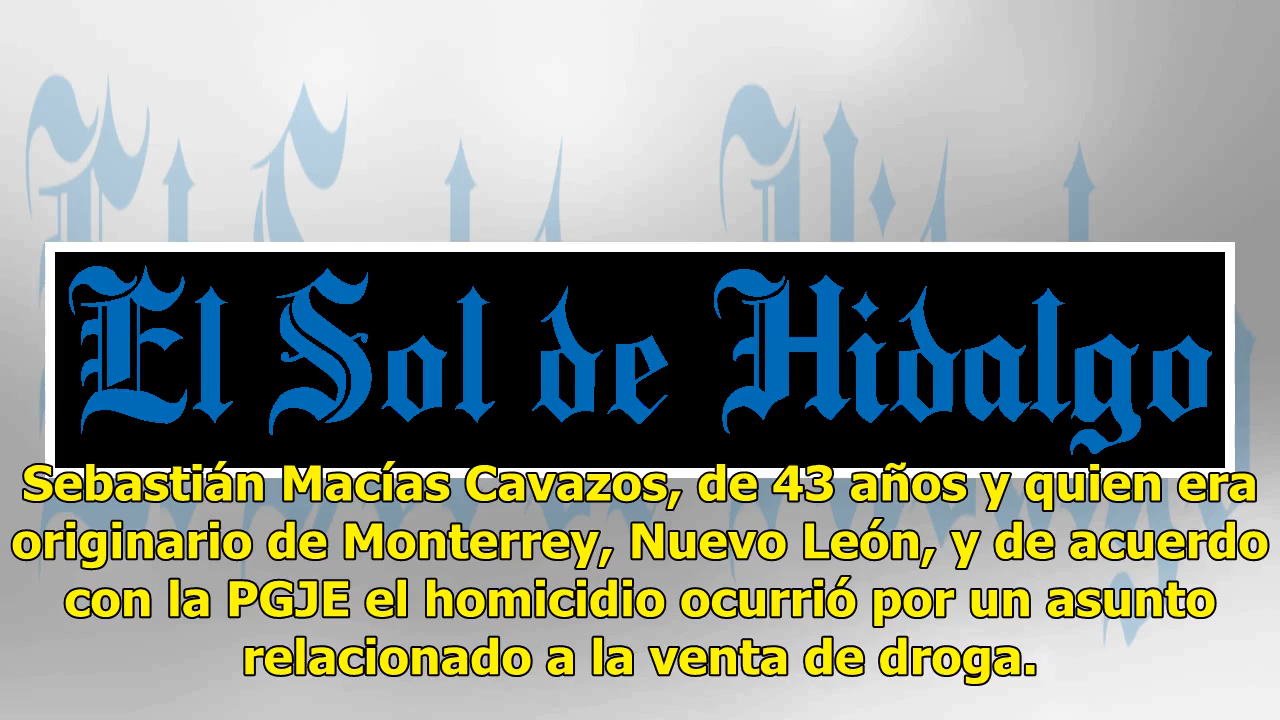 El Sol de Hidalgo
Sebastián Macías Cavazos, de 43 años y quien era
originario de Monterrey, Nuevo León, y de acuerdo
con la PGJE el homicidio ocurrió por un asunto
relacionado a la venta de droga.